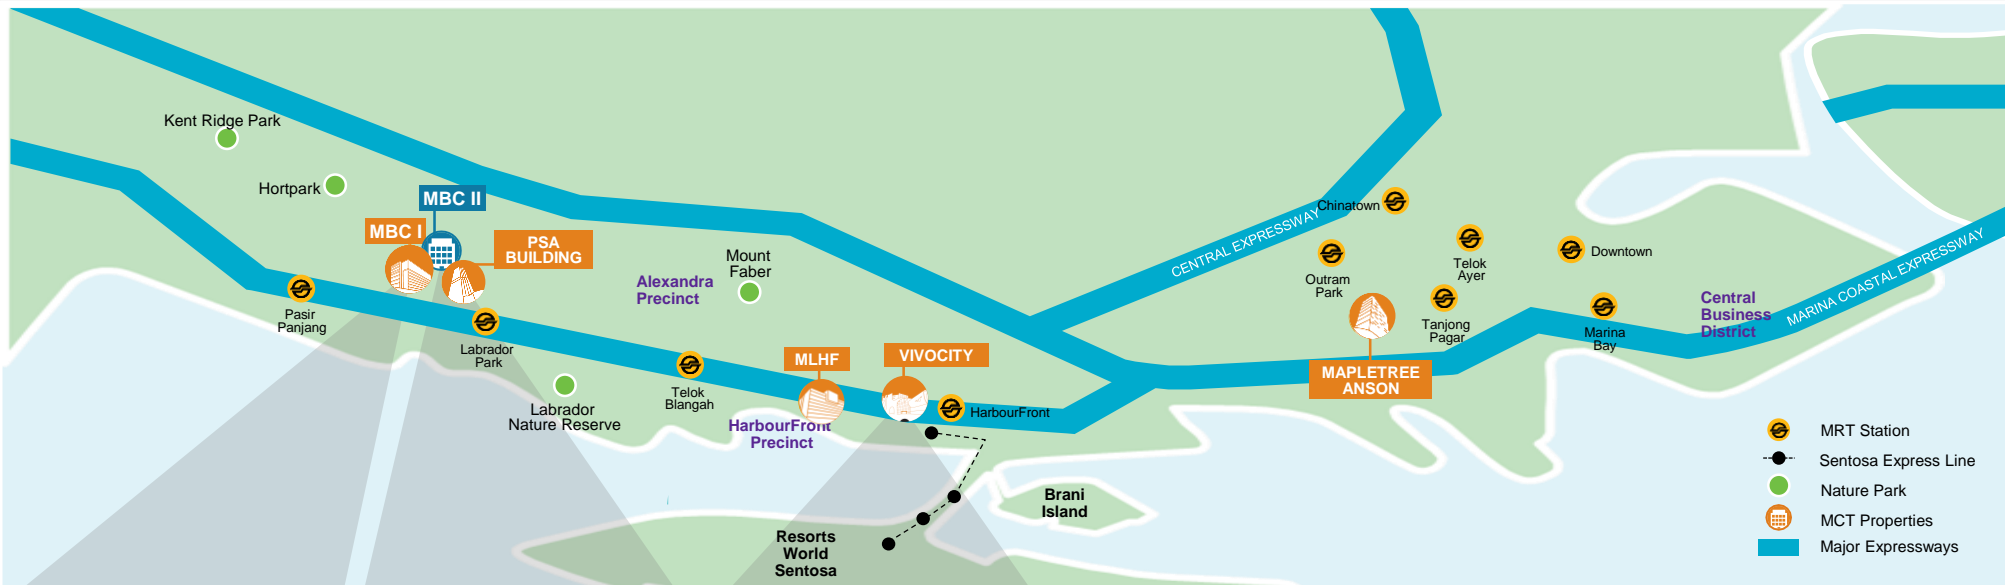 Kent Ridge Park
Hortpark
MBC II
MBC I
PSA
BUILDING
Pasir
Panjang
Labrador
Park
Labrador
Nature Reserve
Alexandra
Precinct
Mount
Faber
Telok
Blangah
MLHF
VIVOCITY
HarbourFront
HarbourFront
Precinct
Resorts
World
Sentosa
Brani
Island
CENTRAL EXPRESSWAY
Chinatown
Outram
Park
Telok
Ayer
Downtown
Tanjong
Pagar
MAPLETREE
ANSON
Marina
Bay
Central
Business
District
MARINA COASTAL EXPRESSWAY
MRT Station
Sentosa Express Line
Nature Park
MCT Properties
Major Expressways